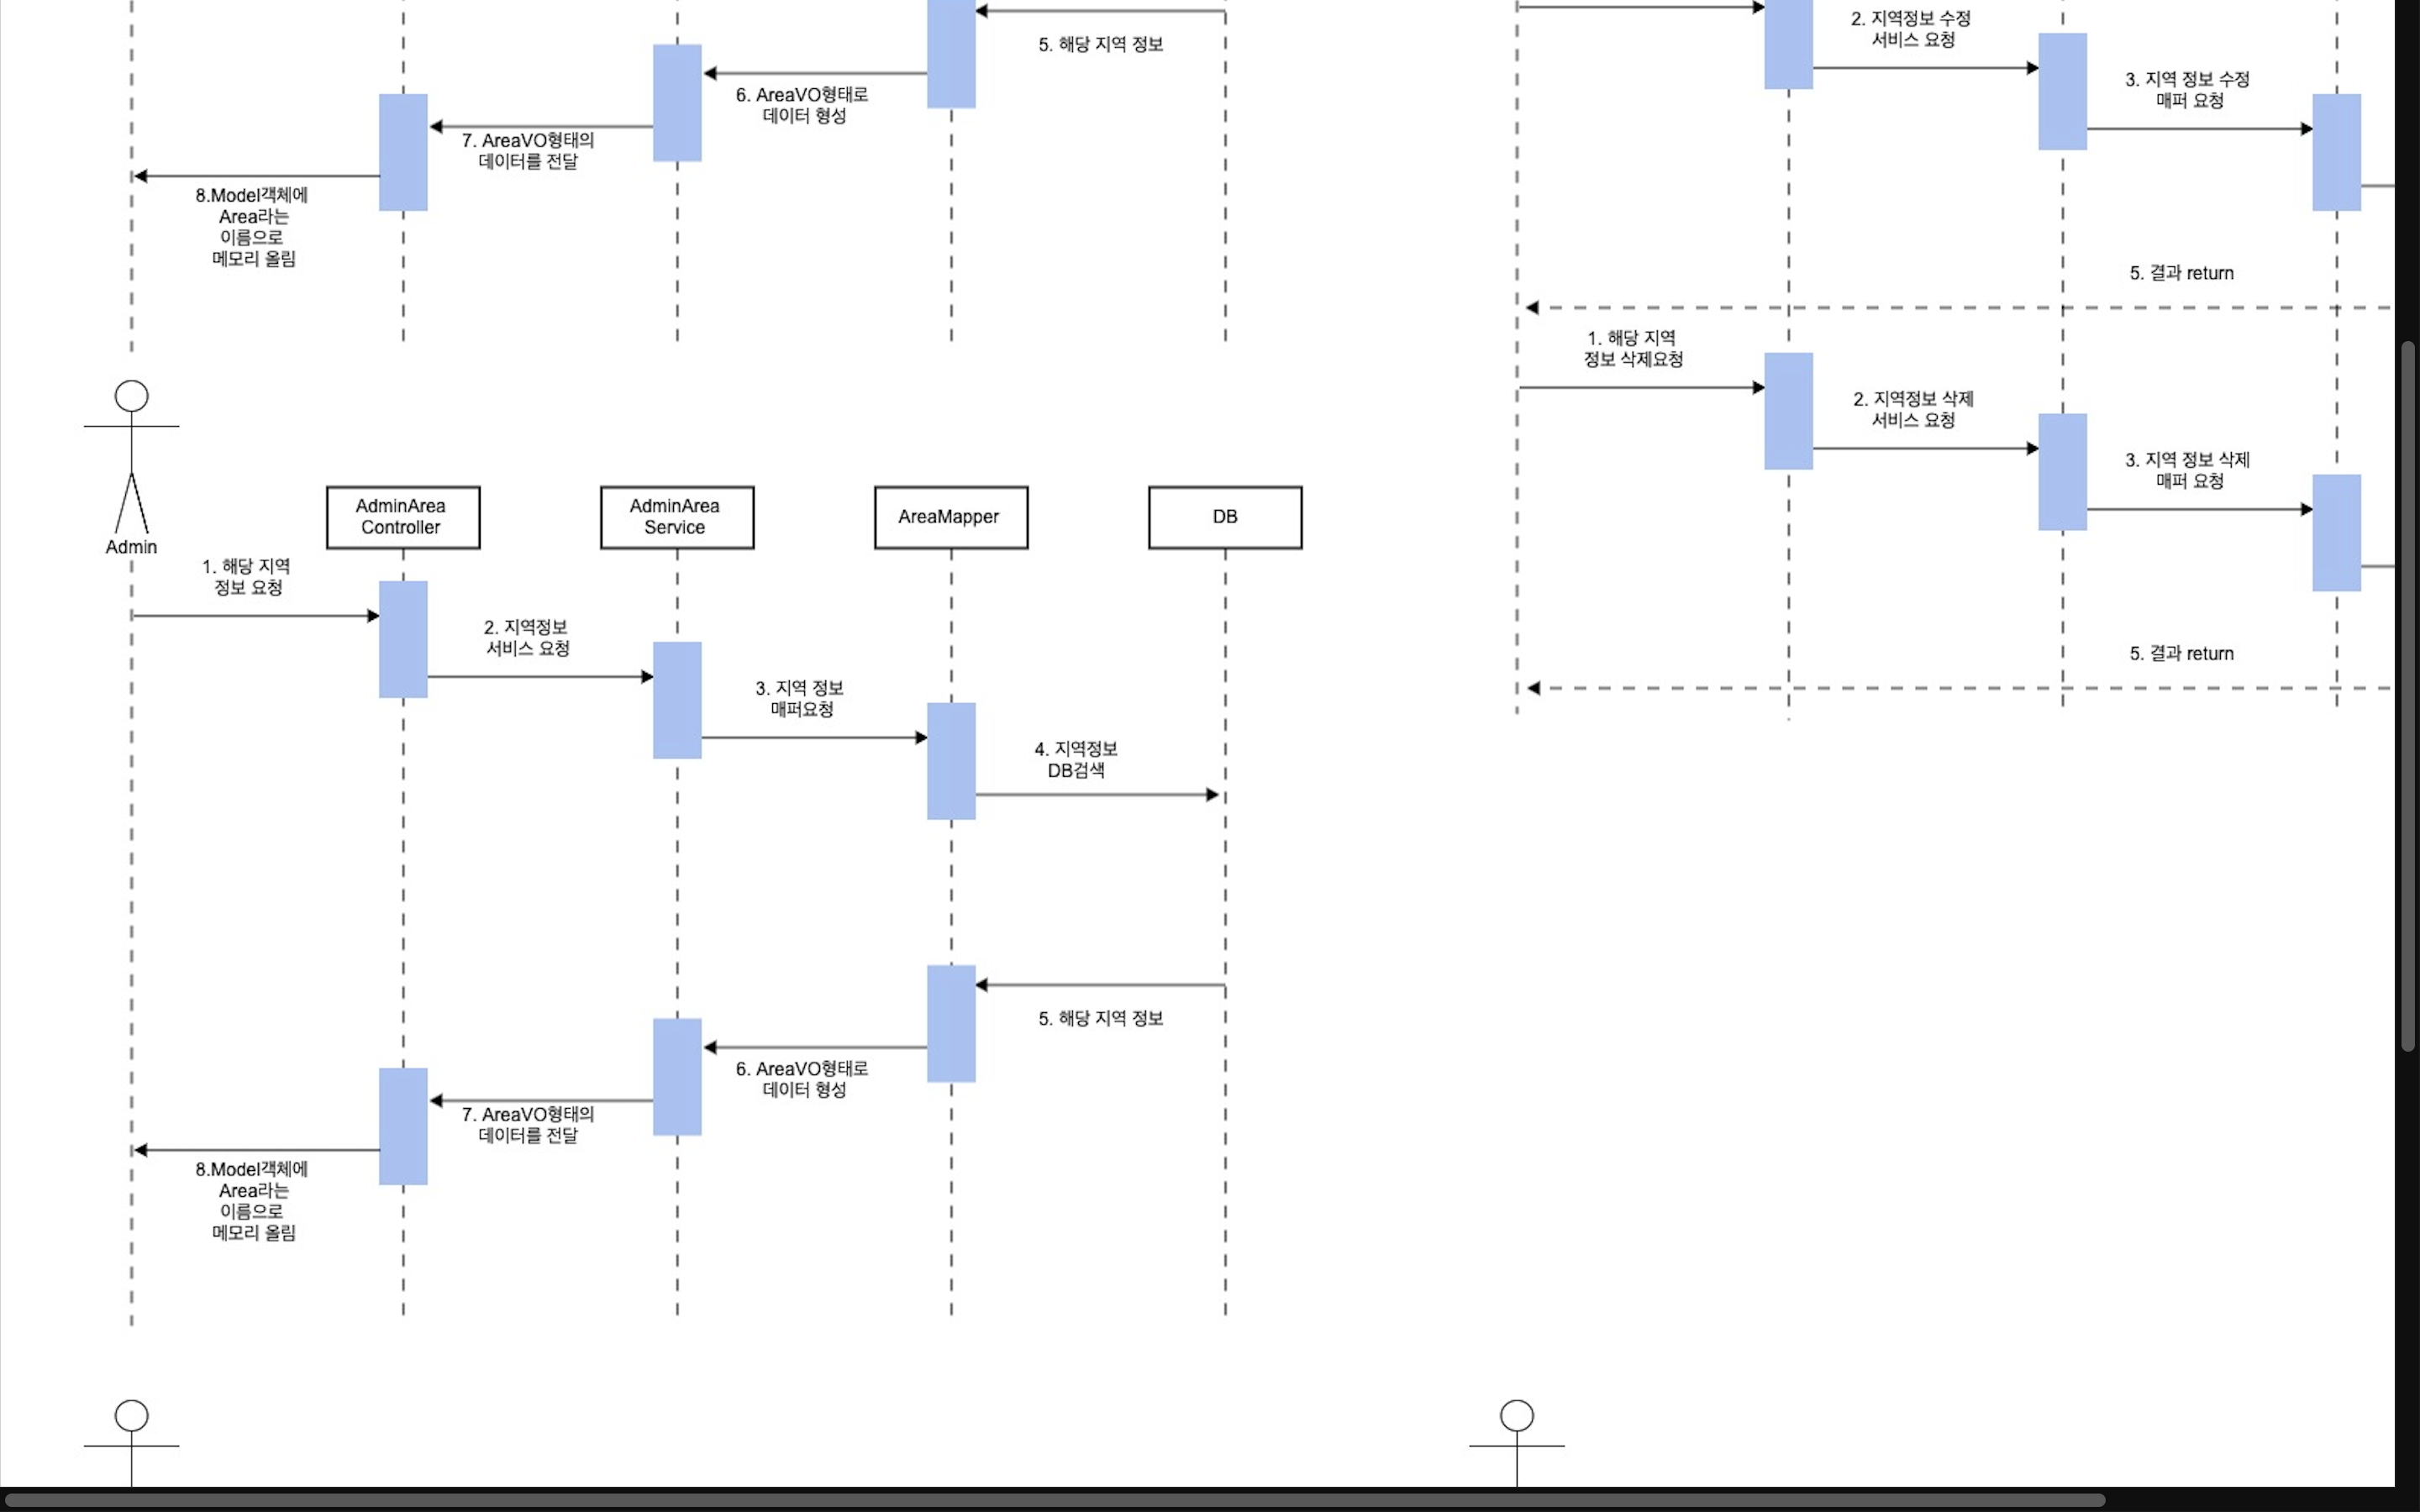 5. 해당 지역 정보
6. AreaVO형태로
데이터 형성
7. AreaVO형태의
데이터를 전달
8.Model객체에
Area라는
이름으로
메모리 올림
Admin
AdminArea
Controller
AdminArea
Service
AreaMapper
DB
1. 해당 지역
정보 요청
2. 지역정보
서비스 요청
3. 지역 정보
매퍼요청
4. 지역정보
DB검색
5. 해당 지역 정보
6. AreaVO형태로
데이터 형성
7. AreaVO형태의
데이터를 전달
8.Model객체에
Area라는
이름으로
메모리 올림
2. 지역정보 수정
서비스 요청
3. 지역 정보 수정
매퍼 요청
5. 결과 return
1. 해당 지역
정보 삭제요청
2. 지역정보 삭제
서비스 요청
3. 지역 정보 삭제
매퍼 요청
5. 결과 return